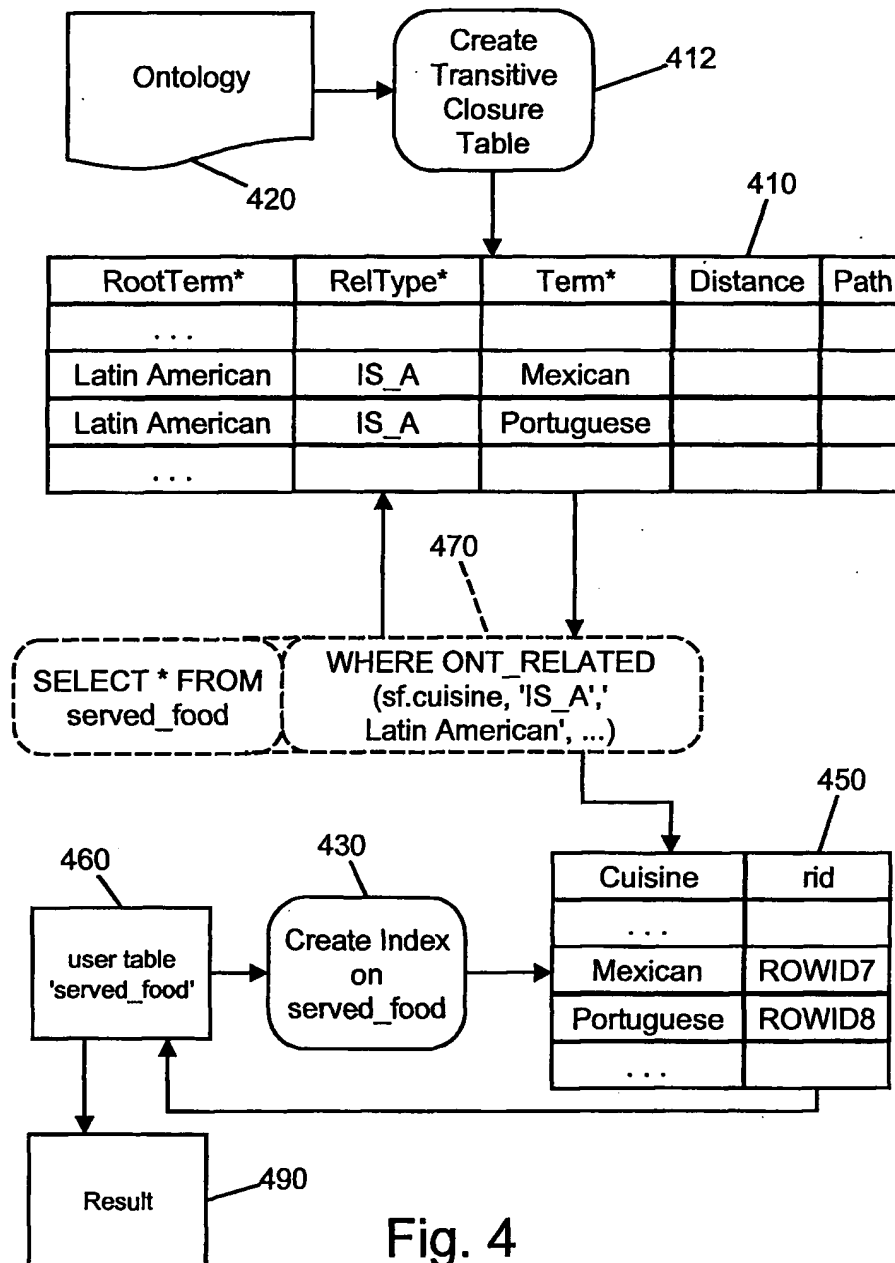 Ontology
Create
Transitive
Closure
Table
412
420
410
RootTerm* RelType* Term* Distance Path
...
Latin American IS_A Mexican
Latin American IS_A Portuguese
...
470
SELECT * FROM
served_food
WHERE ONT_RELATED
(sf.cuisine, 'IS_A','
Latin American', ...)
450
460
430
Cuisine rid
...
Mexican ROWID7
Portuguese ROWID8
...
user table
'served_food'
Create Index
on
served_food
Result
490
Fig. 4